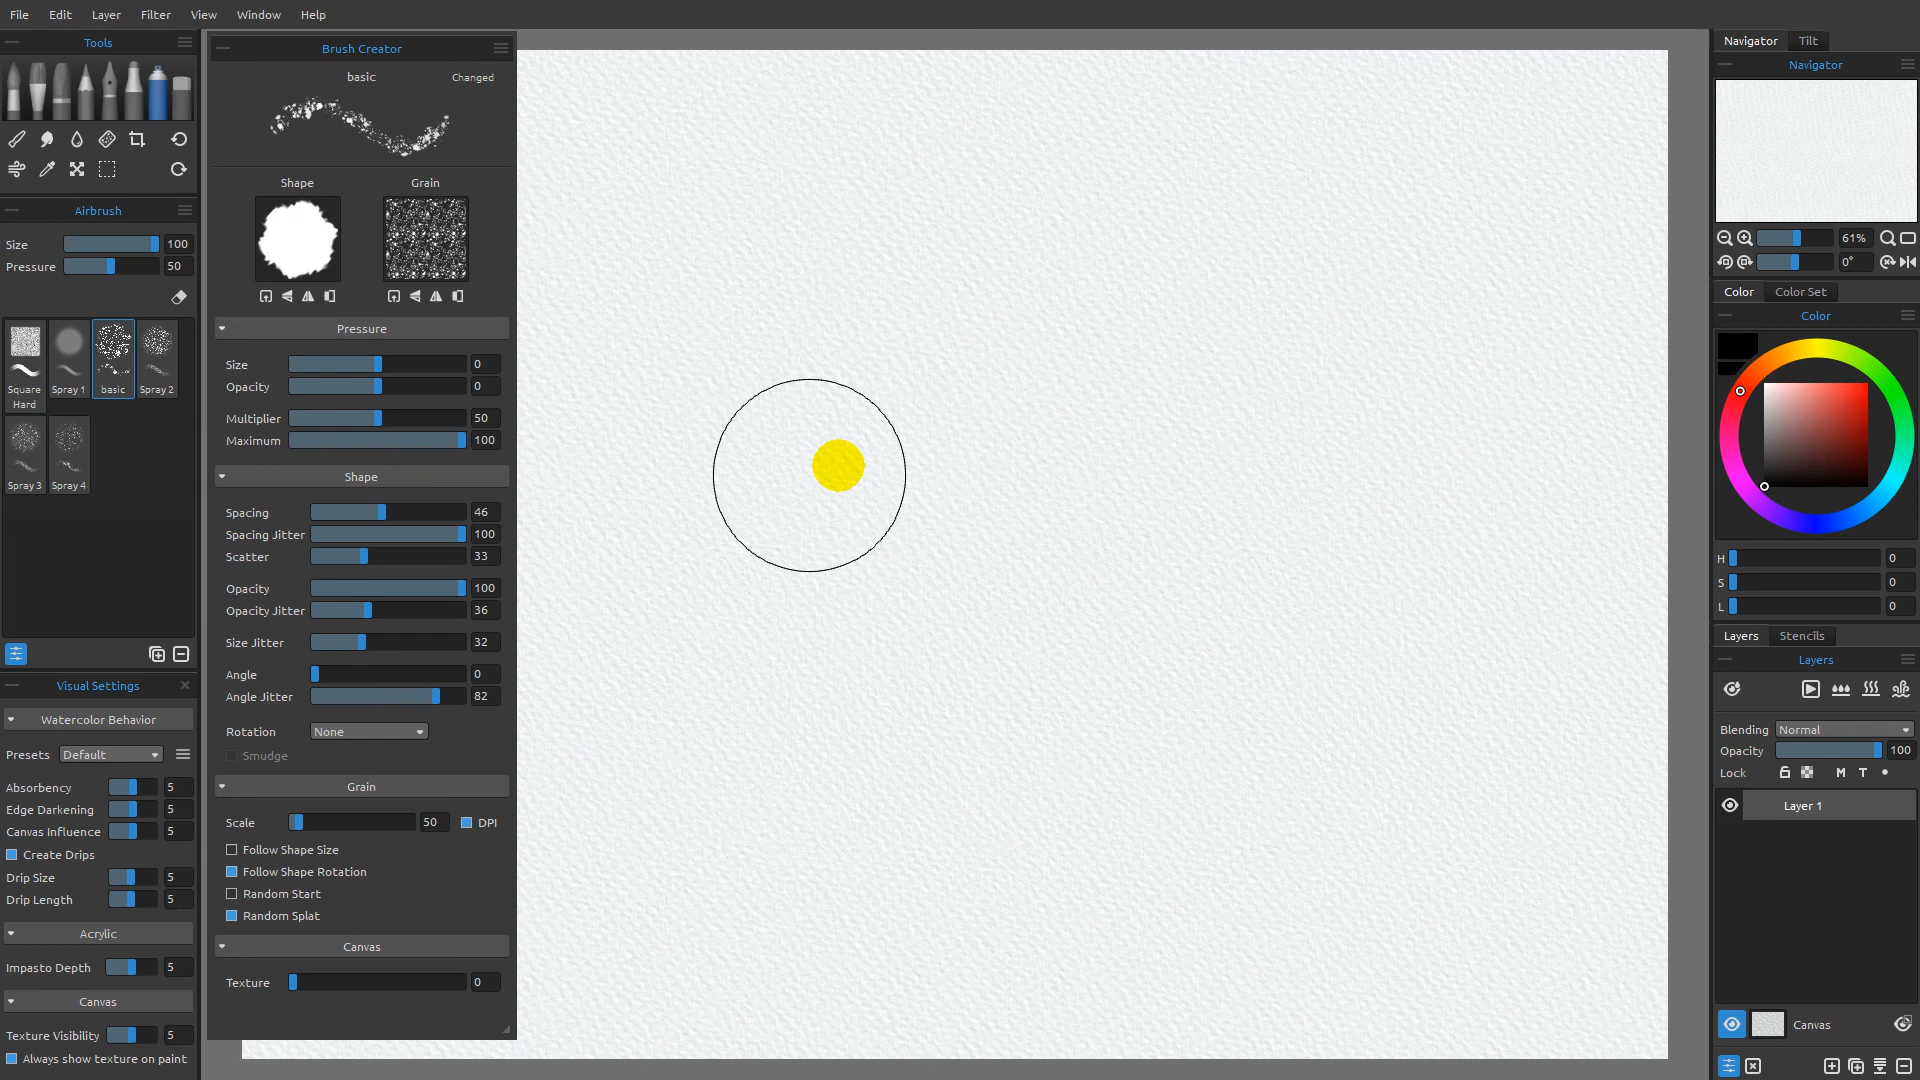 File Edit Layer Filter View Window Help
Tools
Airbrush
Size 100
Pressure 50
Square Hard
Spray 1
basic
Spray 2
Spray 3
Spray 4
Visual Settings
Watercolor Behavior
Presets Default
Absorbency 5
Edge Darkening 5
Canvas Influence 5
Create Drips
Drip Size 5
Drip Length 5
Acrylic
Impasto Depth 5
Canvas
Texture Visibility 5
Always show texture on paint
Brush Creator
basic Changed
Shape Grain
Pressure
Size 0
Opacity 0
Multiplier 50
Maximum 100
Shape
Spacing 46
Spacing Jitter 100
Scatter 33
Opacity 100
Opacity Jitter 36
Size Jitter 32
Angle 0
Angle Jitter 82
Rotation None
Smudge
Grain
Scale 50 DPI
Follow Shape Size
Follow Shape Rotation
Random Start
Random Splat
Canvas
Texture 0
Navigator Tilt
Navigator
61%
0°
Color Color Set
Color
H 0
S 0
L 0
Layers Stencils
Layers
Blending Normal
Opacity 100
Lock M T
Layer 1
Canvas